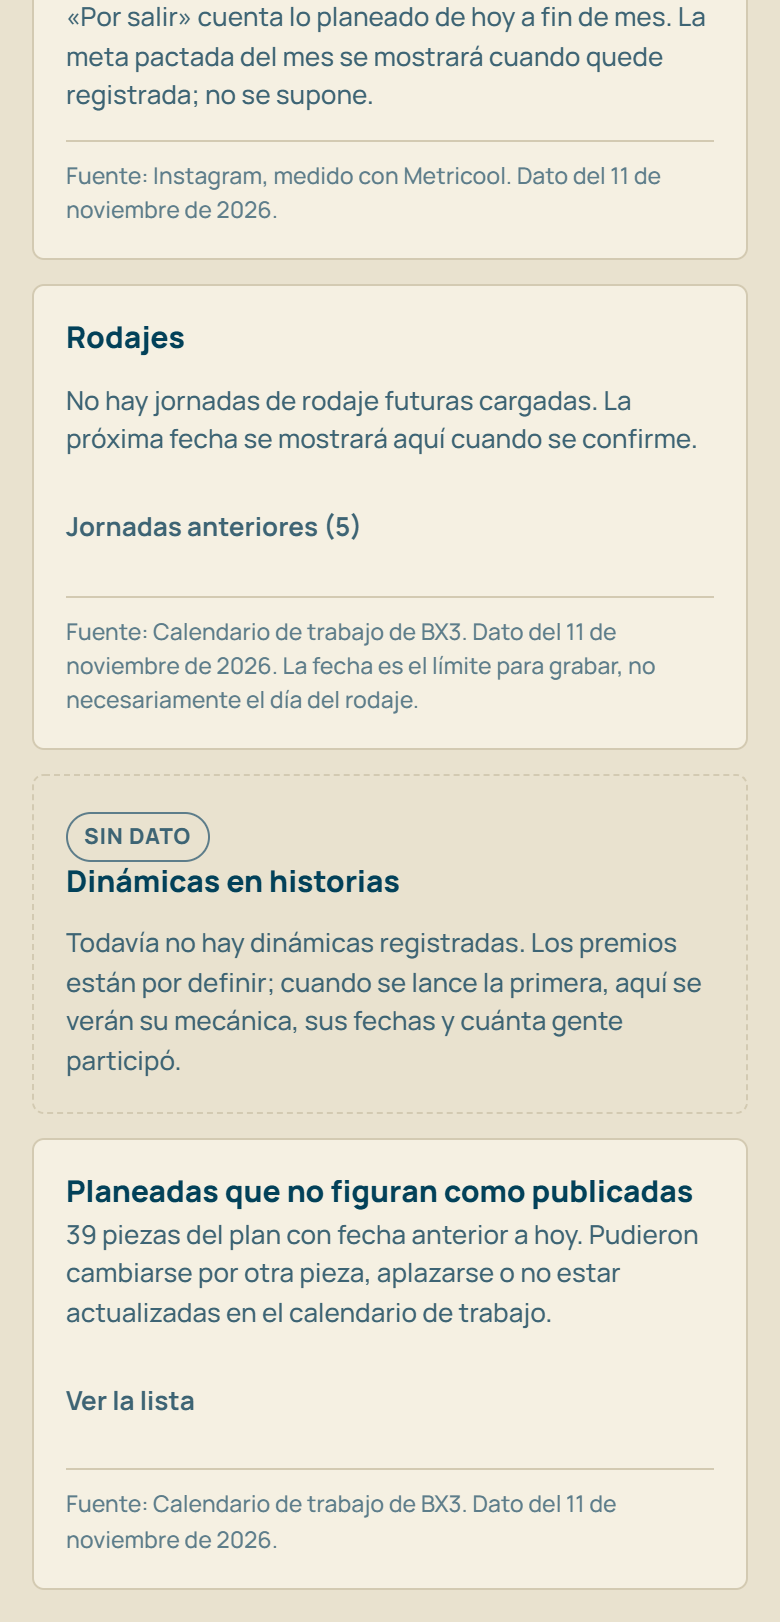 «Por salir» cuenta lo planeado de hoy a fin de mes. La
meta pactada del mes se mostrará cuando quede
registrada; no se supone.
Fuente: Instagram, medido con Metricool. Dato del 11 de
noviembre de 2026.
Rodajes
No hay jornadas de rodaje futuras cargadas. La
próxima fecha se mostrará aquí cuando se confirme.
Jornadas anteriores (5)
Fuente: Calendario de trabajo de BX3. Dato del 11 de
noviembre de 2026. La fecha es el límite para grabar, no
necesariamente el día del rodaje.
SIN DATO
Dinámicas en historias
Todavía no hay dinámicas registradas. Los premios
están por definir; cuando se lance la primera, aquí se
verán su mecánica, sus fechas y cuánta gente
participó.
Planeadas que no figuran como publicadas
39 piezas del plan con fecha anterior a hoy. Pudieron
cambiarse por otra pieza, aplazarse o no estar
actualizadas en el calendario de trabajo.
Ver la lista
Fuente: Calendario de trabajo de BX3. Dato del 11 de
noviembre de 2026.